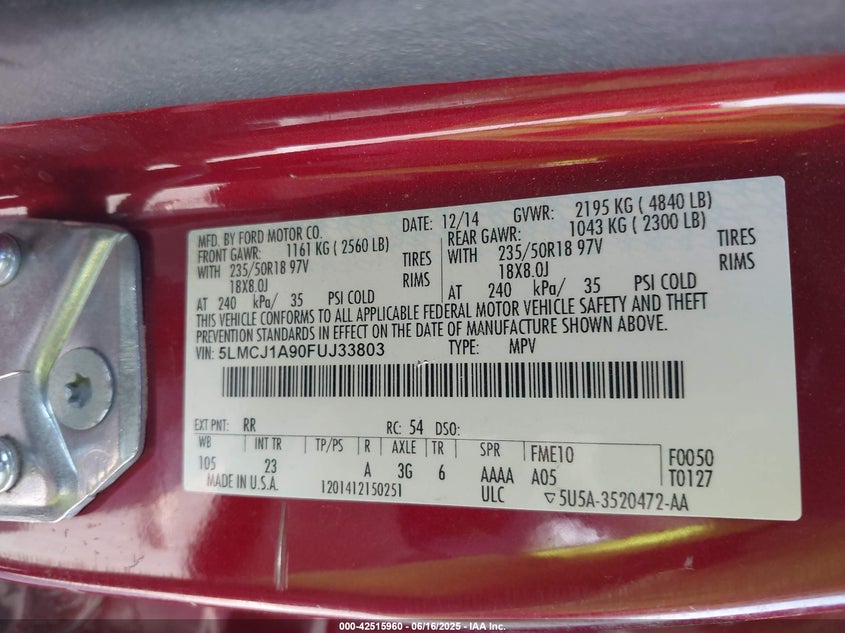 MFD. BY FORD MOTOR CO. DATE: 12/14 GVWR: 2195 KG ( 4840 LB)
FRONT GAWR: 1161 KG ( 2560 LB) REAR GAWR: 1043 KG ( 2300 LB)
WITH 235/50R18 97V TIRES WITH 235/50R18 97V TIRES
18X8.0J RIMS 18X8.0J RIMS
AT 240 kPa/ 35 PSI COLD AT 240 kPa/ 35 PSI COLD
THIS VEHICLE CONFORMS TO ALL APPLICABLE FEDERAL MOTOR VEHICLE SAFETY AND THEFT
PREVENTION STANDARDS IN EFFECT ON THE DATE OF MANUFACTURE SHOWN ABOVE.
VIN: 5LMCJ1A90FUJ33803 TYPE: MPV
EXT PNT: RR RC: 54 DSO:
WB INT TR TP/PS R AXLE TR SPR FME10 F0050
105 23 A 3G 6 AAAA A05 T0127
MADE IN U.S.A. 1201412150251 ULC ▽5U5A-3520472-AA
000-42515960 - 06/16/2025 - IAA Inc.